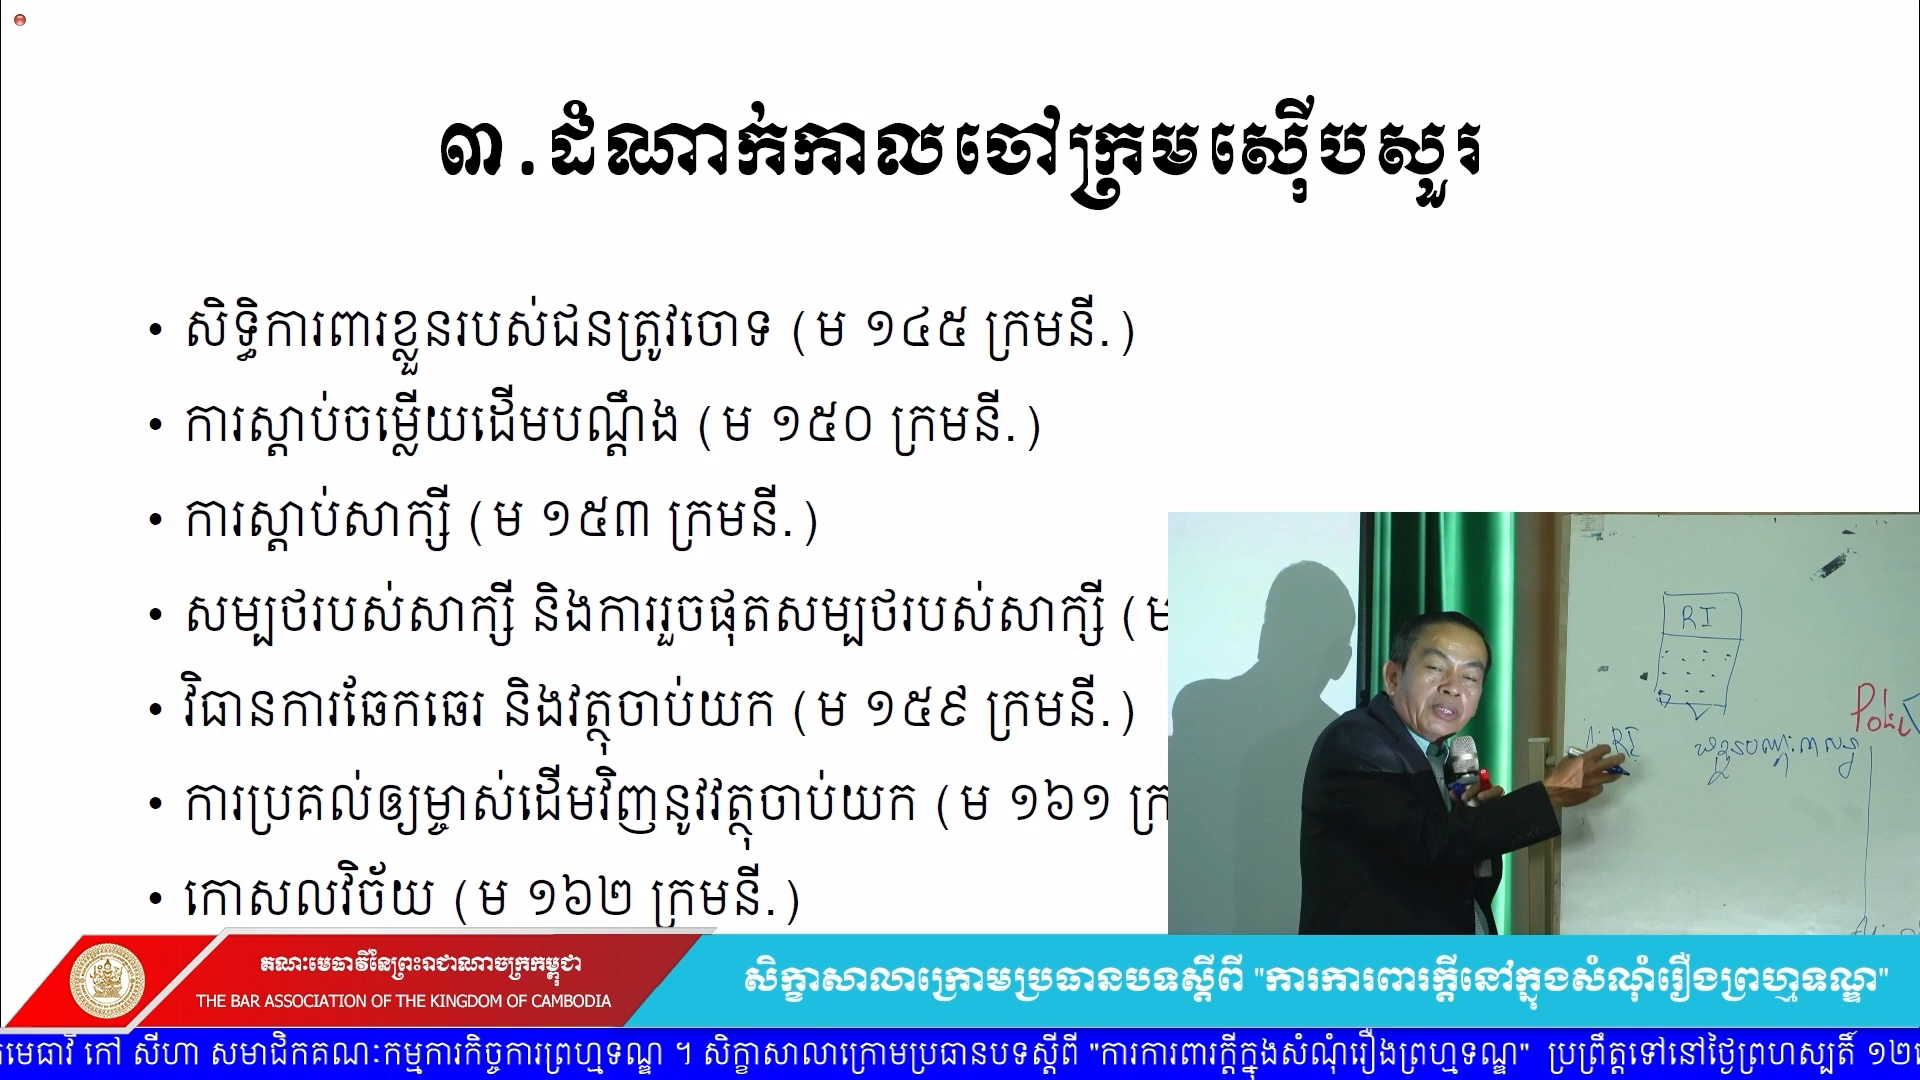 ៣.ដំណាក់កាលចៅក្រមស៊ើបសួរ
• សិទ្ធិការពារខ្លួនរបស់ជនត្រូវចោទ (ម ១៤៥ ក្រមនី.)
• ការស្តាប់ចម្លើយដើមបណ្តឹង (ម ១៥០ ក្រមនី.)
• ការស្តាប់សាក្សី (ម ១៥៣ ក្រមនី.)
• សម្បថរបស់សាក្សី និងការរួចផុតសម្បថរបស់សាក្សី (ម
• វិធានការឆែកឆេរ និងវត្ថុចាប់យក (ម ១៥៩ ក្រមនី.)
• ការប្រគល់ឲ្យម្ចាស់ដើមវិញនូវវត្ថុចាប់យក (ម ១៦១ ក្រ
• កោសលវិច័យ (ម ១៦២ ក្រមនី.)
RI
RI
គណៈមេធាវីនៃព្រះរាជាណាចក្រកម្ពុជា
THE BAR ASSOCIATION OF THE KINGDOM OF CAMBODIA
សិក្ខាសាលាក្រោមប្រធានបទស្តីពី "ការការពារក្តីនៅក្នុងសំណុំរឿងព្រហ្មទណ្ឌ"
មេធាវី កៅ សីហា សមាជិកគណៈកម្មការកិច្ចការព្រហ្មទណ្ឌ ។ សិក្ខាសាលាក្រោមប្រធានបទស្តីពី "ការការពារក្តីក្នុងសំណុំរឿងព្រហ្មទណ្ឌ" ប្រព្រឹត្តទៅនៅថ្ងៃព្រហស្បតិ៍ ១២